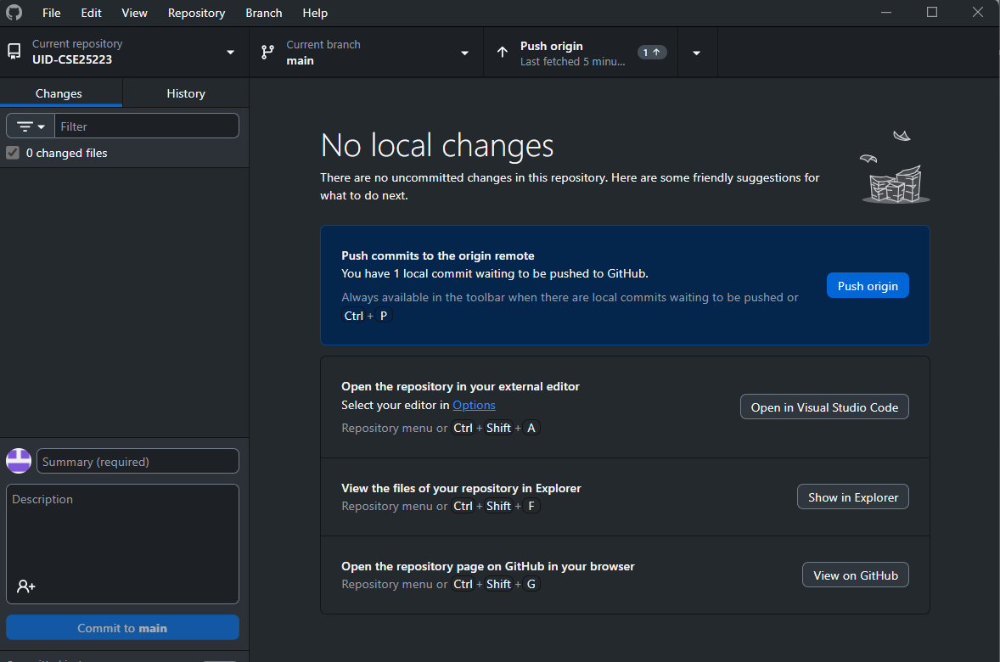 File Edit View Repository Branch Help
Current repository
UID-CSE25223
Current branch
main
Push origin
Last fetched 5 minu...
1
Changes
History
Filter
0 changed files
No local changes
There are no uncommitted changes in this repository. Here are some friendly suggestions for
what to do next.
Push commits to the origin remote
You have 1 local commit waiting to be pushed to GitHub.
Always available in the toolbar when there are local commits waiting to be pushed or
Ctrl + P
Push origin
Open the repository in your external editor
Select your editor in Options
Repository menu or Ctrl + Shift + A
Open in Visual Studio Code
View the files of your repository in Explorer
Repository menu or Ctrl + Shift + F
Show in Explorer
Open the repository page on GitHub in your browser
Repository menu or Ctrl + Shift + G
View on GitHub
Summary (required)
Description
Commit to main